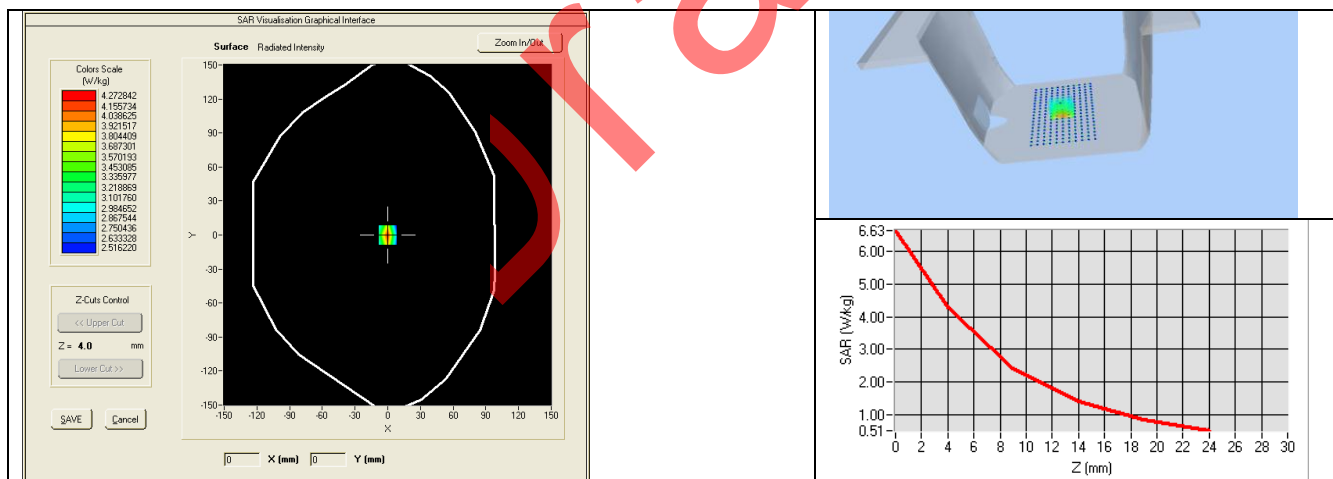 SAR Visualisation Graphical Interface
Surface Radiated Intensity
Zoom In/Out
Colors Scale
(W/kg)
4.272842
4.155734
4.038625
3.921517
3.804409
3.687301
3.570193
3.453085
3.335977
3.218869
3.101760
2.984652
2.867544
2.750436
2.633328
2.516220
Z-Cuts Control
<< Upper Cut
Z = 4.0 mm
Lower Cut >>
SAVE Cancel
150
120
90
60
30
Y 0
-30
-60
-90
-120
-150
-150 -120 -90 -60 -30 0 30 60 90 120 150
X
0 X (mm) 0 Y (mm)
6.63
6.00
5.00
4.00
3.00
2.00
1.00
0.51
SAR (W/kg)
0 2 4 6 8 10 12 14 16 18 20 22 24 26 28 30
Z (mm)